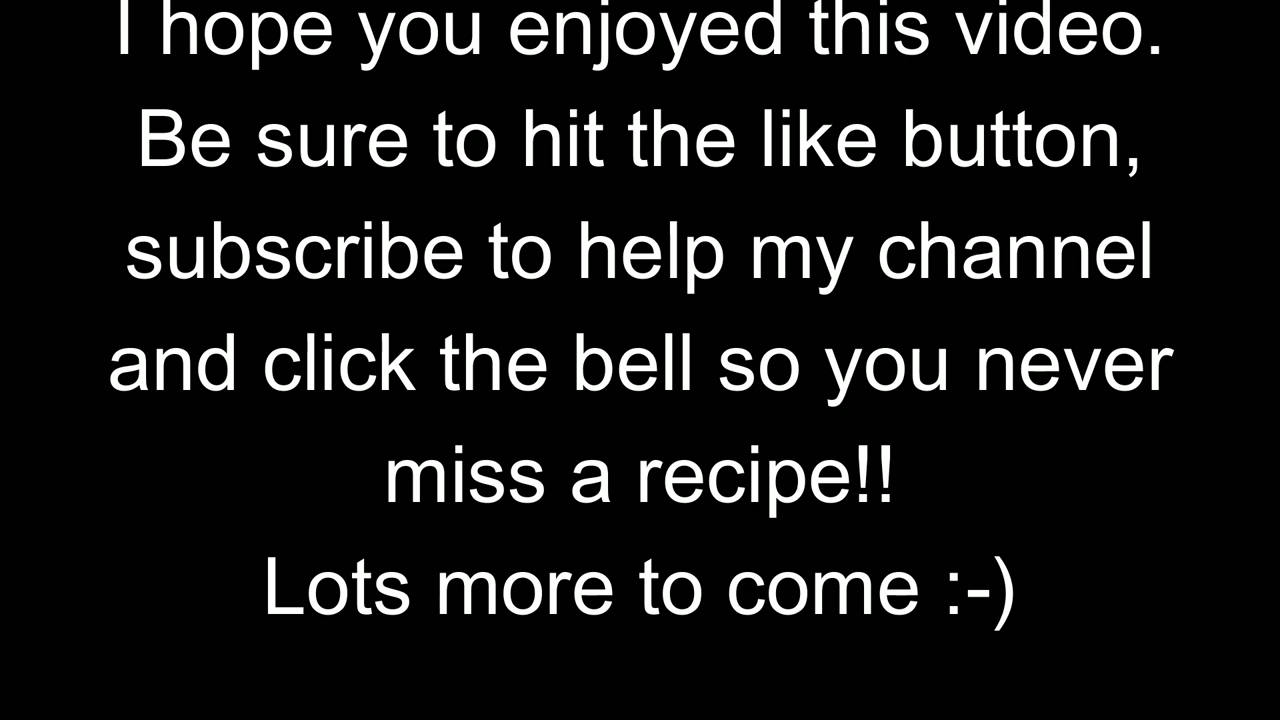 I hope you enjoyed this video.
Be sure to hit the like button,
subscribe to help my channel
and click the bell so you never
miss a recipe!!
Lots more to come :-)